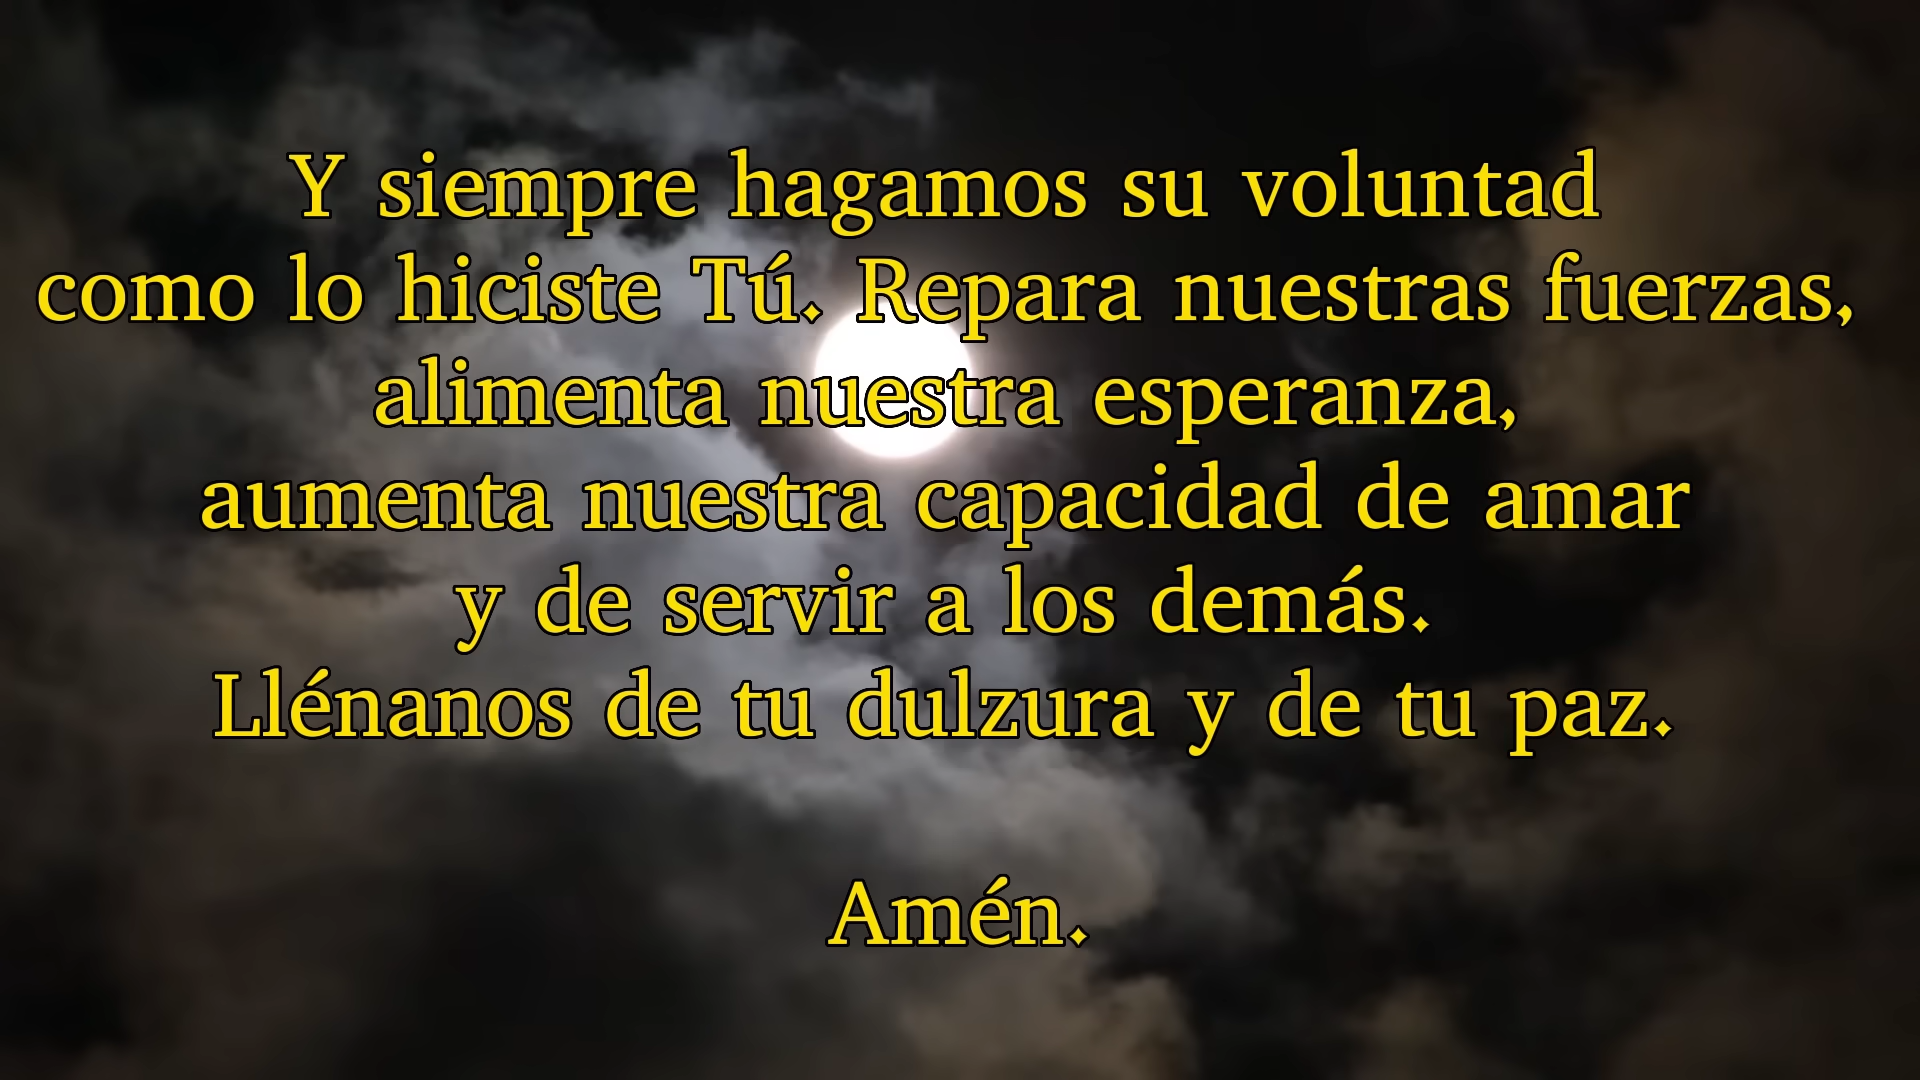 Y siempre hagamos su voluntad
como lo hiciste Tú. Repara nuestras fuerzas,
alimenta nuestra esperanza,
aumenta nuestra capacidad de amar
y de servir a los demás.
Llénanos de tu dulzura y de tu paz.
Amén.